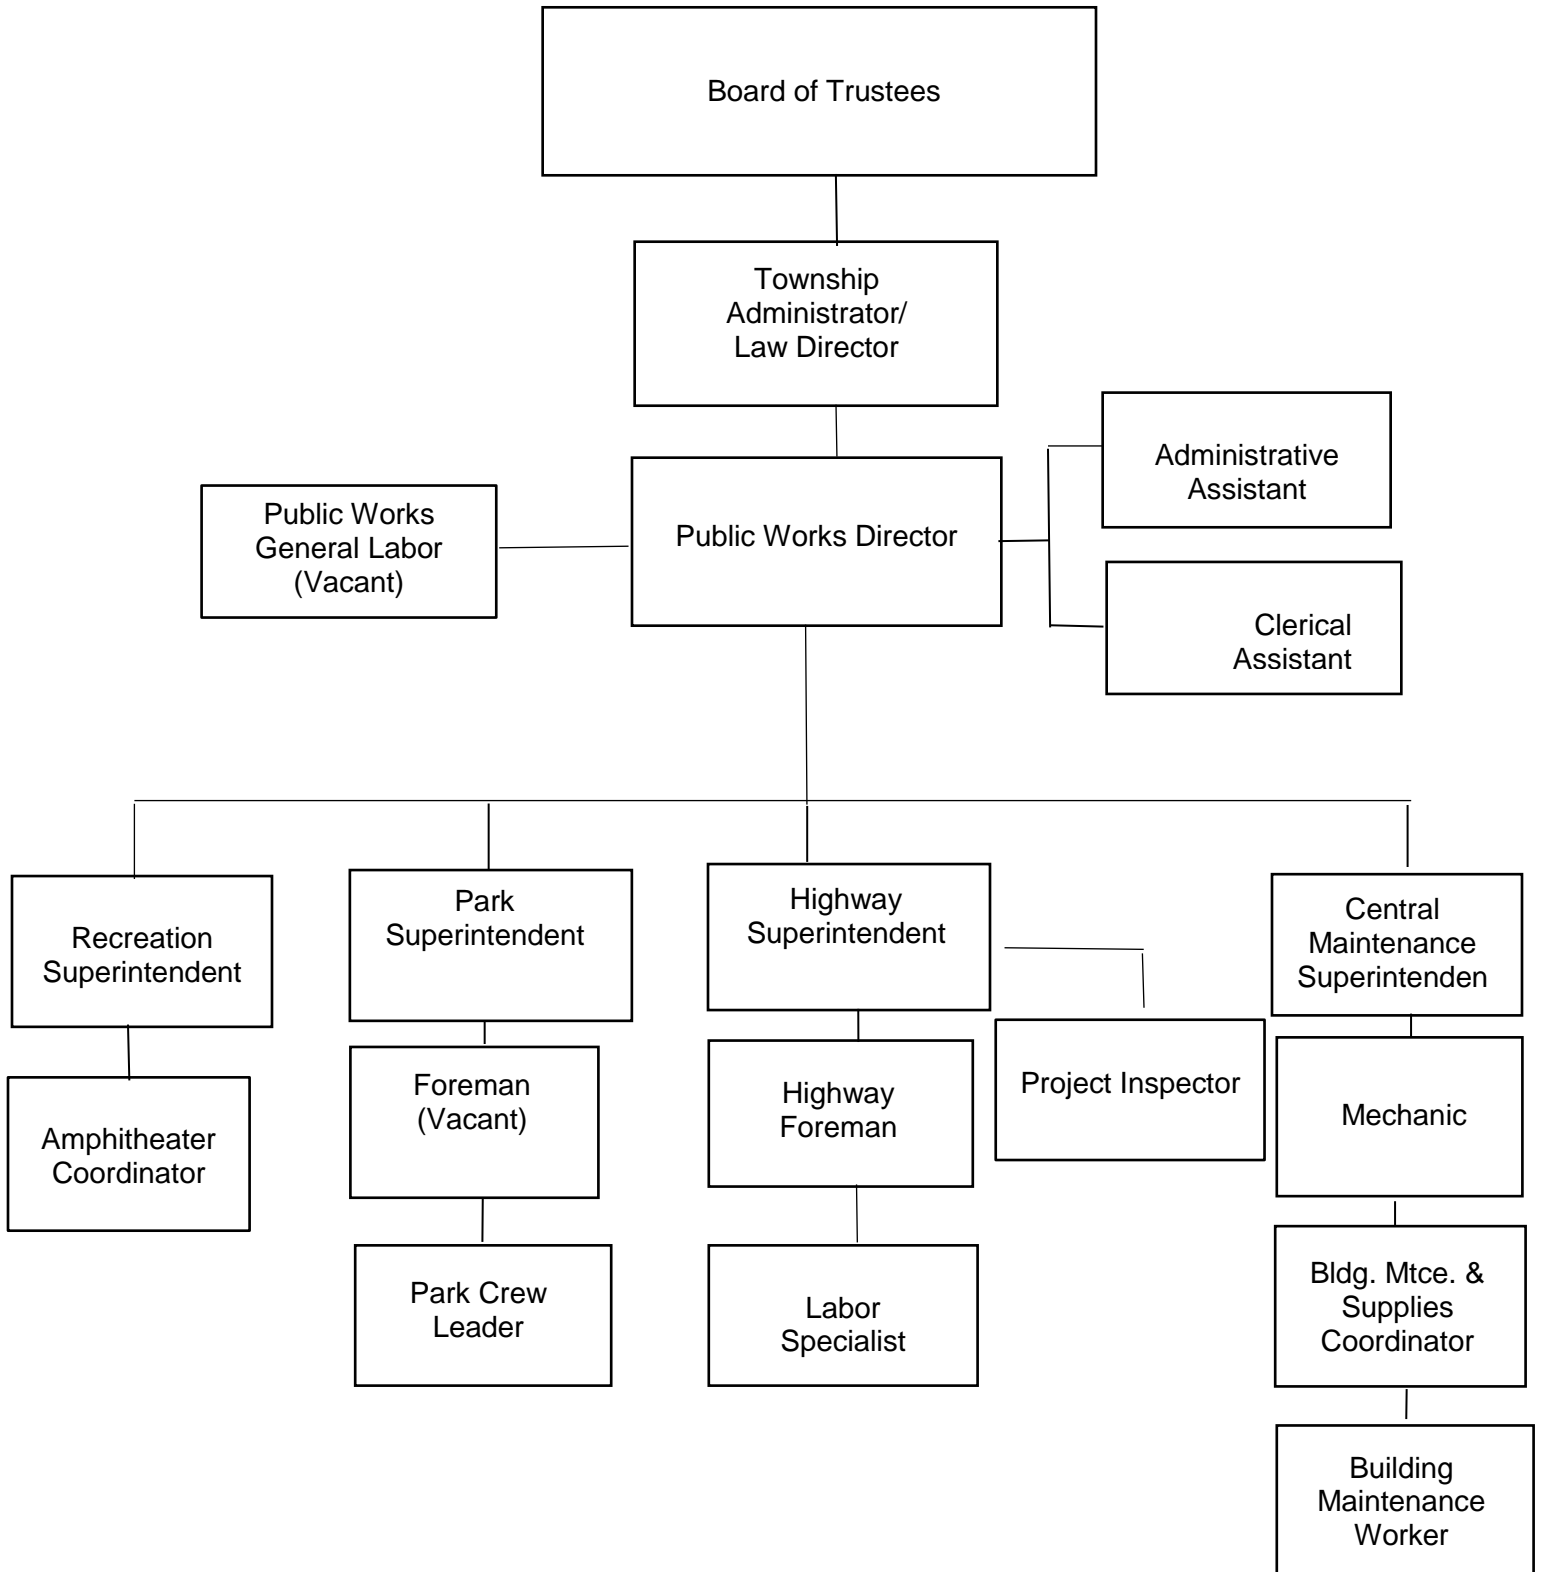 Board of Trustees
Township
Administrator/
Law Director
Administrative
Assistant
Public Works
General Labor
(Vacant)
Public Works Director
Clerical
Assistant
Recreation
Superintendent
Park
Superintendent
Highway
Superintendent
Central
Maintenance
Superintenden
Amphitheater
Coordinator
Foreman
(Vacant)
Highway
Foreman
Project Inspector
Mechanic
Park Crew
Leader
Labor
Specialist
Bldg. Mtce. &
Supplies
Coordinator
Building
Maintenance
Worker